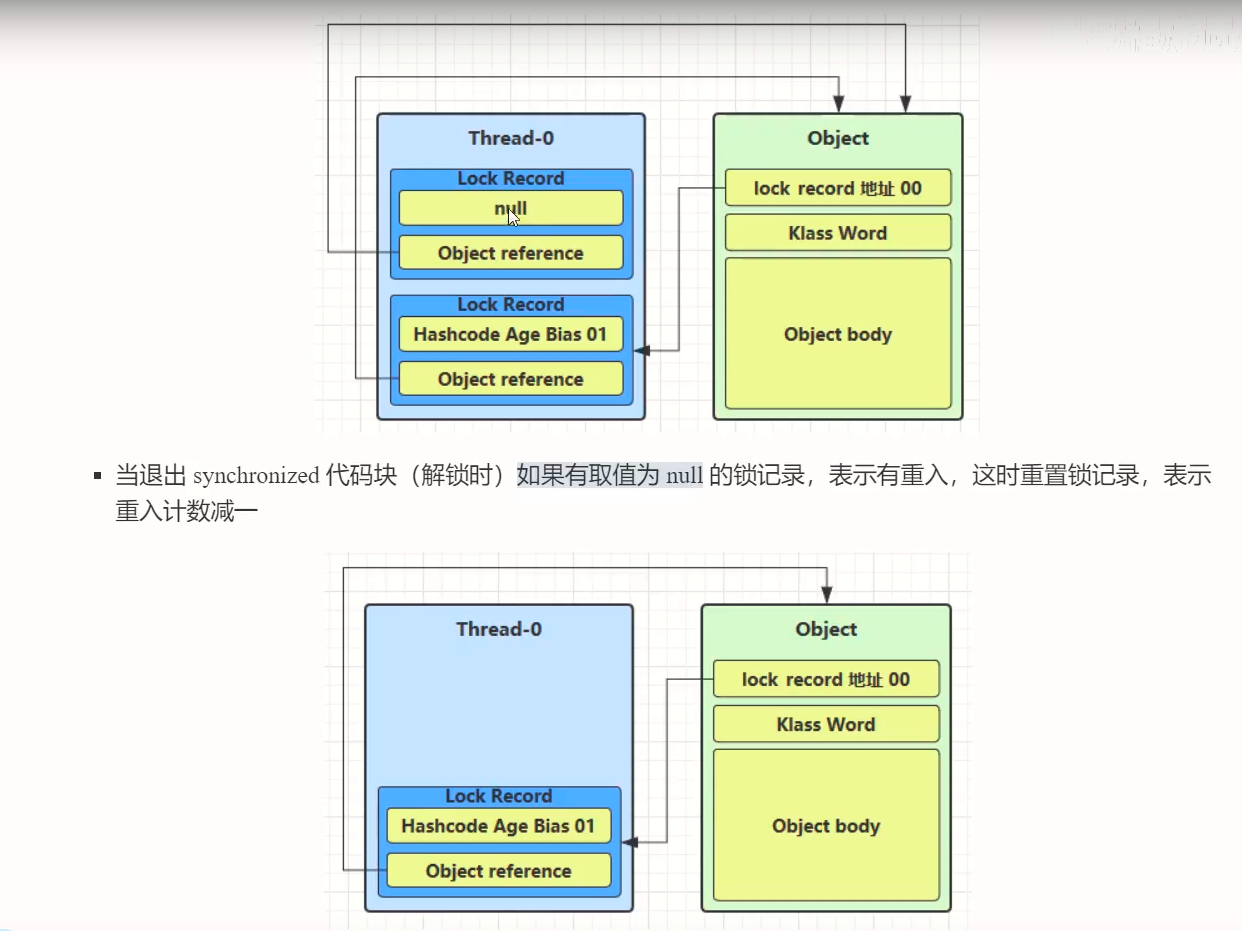 Thread-0
Object
Lock Record
null
Object reference
Lock Record
Hashcode Age Bias 01
Object reference
lock record 地址 00
Klass Word
Object body
当退出 synchronized 代码块（解锁时）如果有取值为 null 的锁记录，表示有重入，这时重置锁记录，表示
重入计数减一
Thread-0
Object
Lock Record
Hashcode Age Bias 01
Object reference
lock record 地址 00
Klass Word
Object body